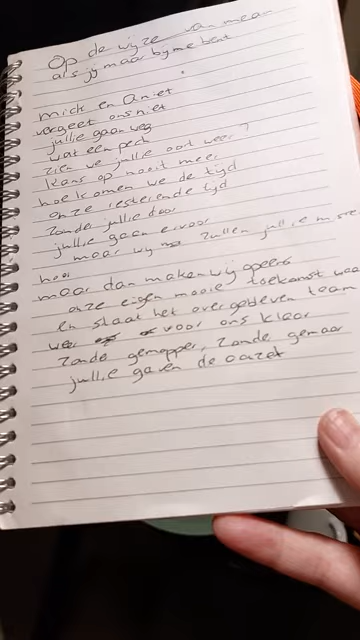 Op de wijze van mean
als jij maar bij me bent
mick en Aniet
vergeet ons niet
jullie gaan weg
wat een pech
zien we jullie ooit weer?
kans op nooit meer
hoe komen we de tijd
onze resterende tijd
Zonder jullie door
jullie gaan ervoor
maar wij zullen jullie
hoor
maar dan maken wij opeens
onze eigen mooie toekomst waar
en staat het overgebleven team
weer voor ons klaar
Zonder gemopper, Zonder gemaar
jullie gaven de aanzet